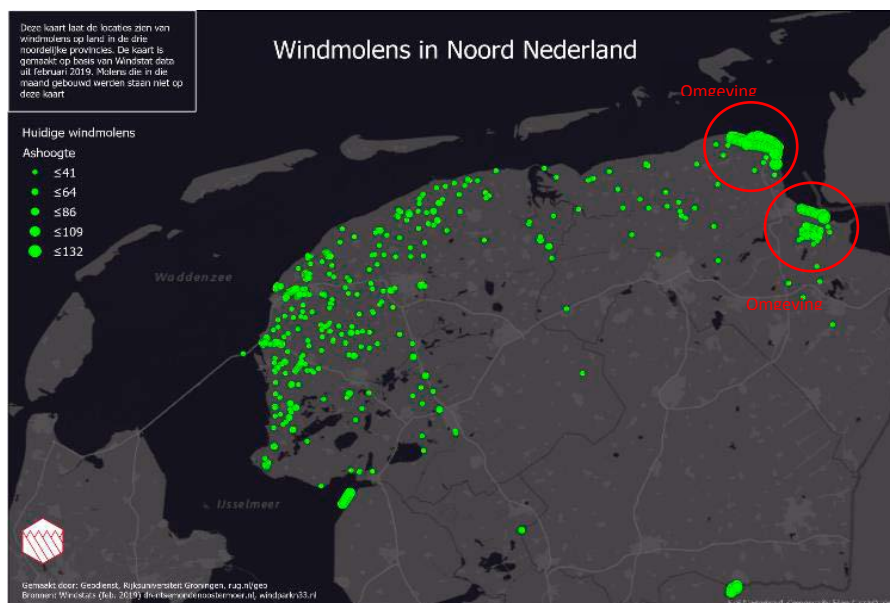 Deze kaart laat de locaties zien van
windmolens op land in de drie
noordelijke provincies. De kaart is
gemaakt op basis van Windstat data
uit februari 2019. Molens die in die
maand gebouwd werden staan niet op
deze kaart
Windmolens in Noord Nederland
Omgeving
Huidige windmolens
Ashoogte
≤41
≤64
≤86
≤109
≤132
Waddenzee
Omgeving
IJsselmeer
Gemaakt door: Geodienst, Rijksuniversiteit Groningen, rug.nl/geo
Bronnen: Windstats (feb. 2019) windparkn33.nl